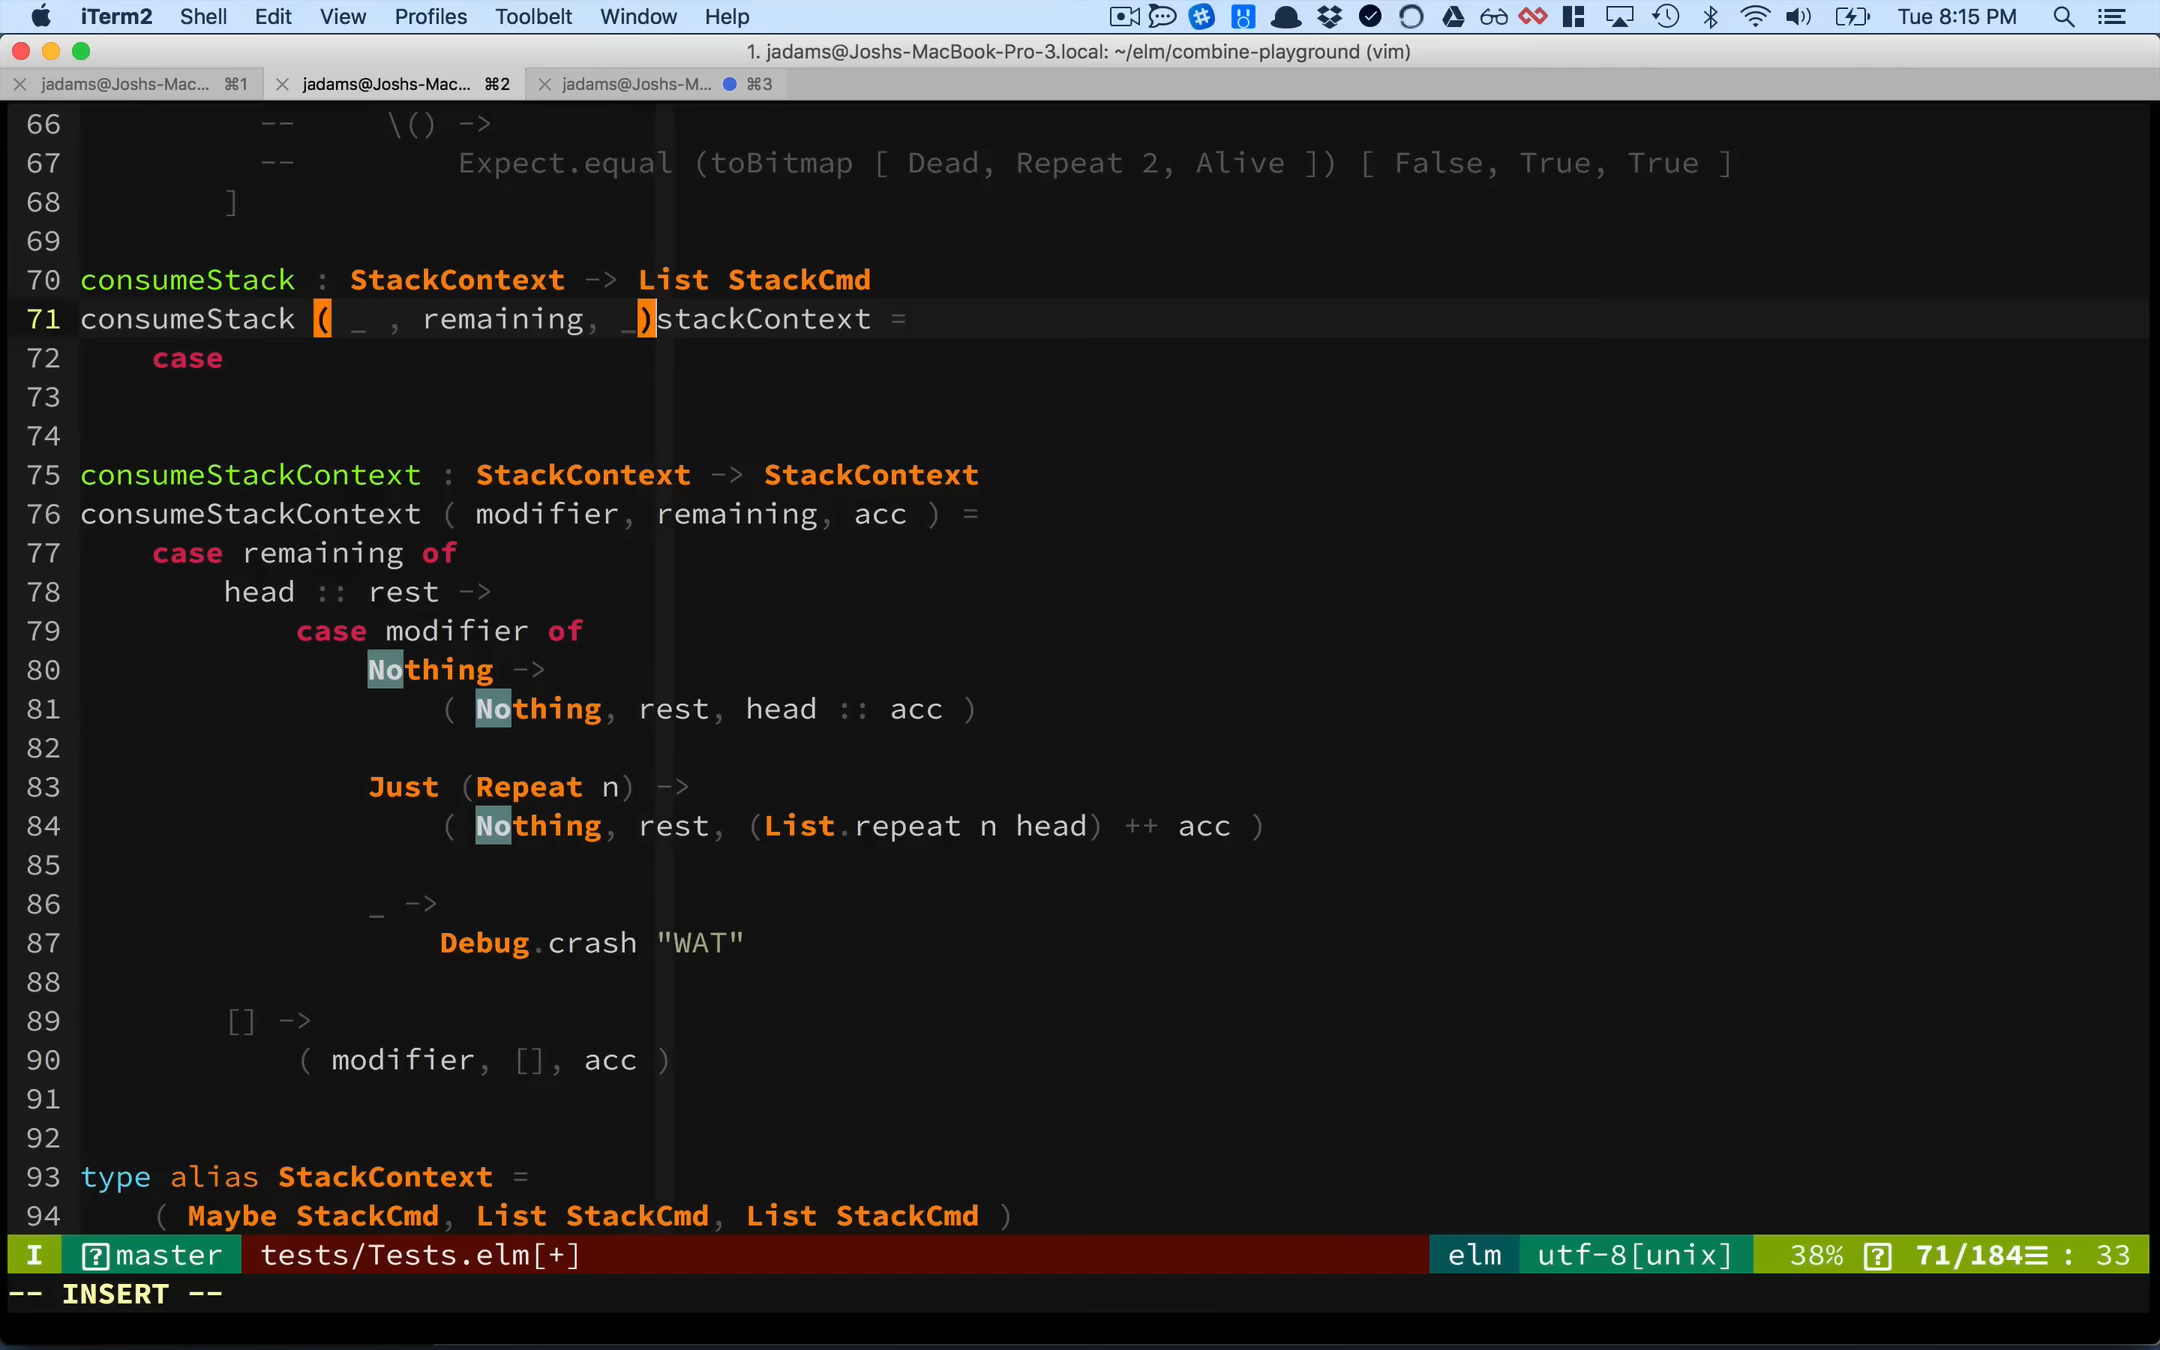 iTerm2 Shell Edit View Profiles Toolbelt Window Help Tue 8:15 PM
1. jadams@Joshs-MacBook-Pro-3.local: ~/elm/combine-playground (vim)
jadams@Joshs-Mac... ⌘1 jadams@Joshs-Mac... ⌘2 jadams@Joshs-M... ⌘3
66 -- \() ->
67 -- Expect.equal (toBitmap [ Dead, Repeat 2, Alive ]) [ False, True, True ]
68 ]
69
70 consumeStack : StackContext -> List StackCmd
71 consumeStack ( _ , remaining, _)stackContext =
72 case
73
74
75 consumeStackContext : StackContext -> StackContext
76 consumeStackContext ( modifier, remaining, acc ) =
77 case remaining of
78 head :: rest ->
79 case modifier of
80 Nothing ->
81 ( Nothing, rest, head :: acc )
82
83 Just (Repeat n) ->
84 ( Nothing, rest, (List.repeat n head) ++ acc )
85
86 _ ->
87 Debug.crash "WAT"
88
89 [] ->
90 ( modifier, [], acc )
91
92
93 type alias StackContext =
94 ( Maybe StackCmd, List StackCmd, List StackCmd )
I master tests/Tests.elm[+] elm utf-8[unix] 38% 71/184☰ : 33
-- INSERT --